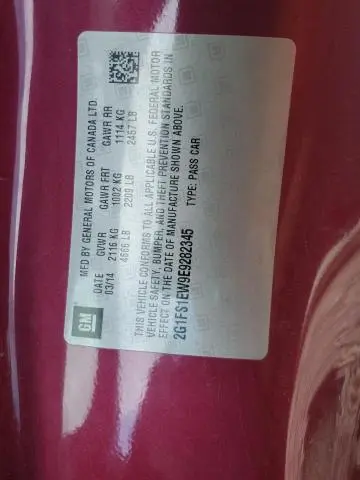 GM
MFD BY GENERAL MOTORS OF CANADA LTD.
DATE GVWR GAWR FRT GAWR RR
03/14 2116 KG 1002 KG 1114 KG
4666 LB 2209 LB 2457 LB
THIS VEHICLE CONFORMS TO ALL APPLICABLE U.S. FEDERAL MOTOR
VEHICLE SAFETY, BUMPER, AND THEFT PREVENTION STANDARDS IN
EFFECT ON THE DATE OF MANUFACTURE SHOWN ABOVE.
2G1FS1EW9E9282345 TYPE: PASS CAR